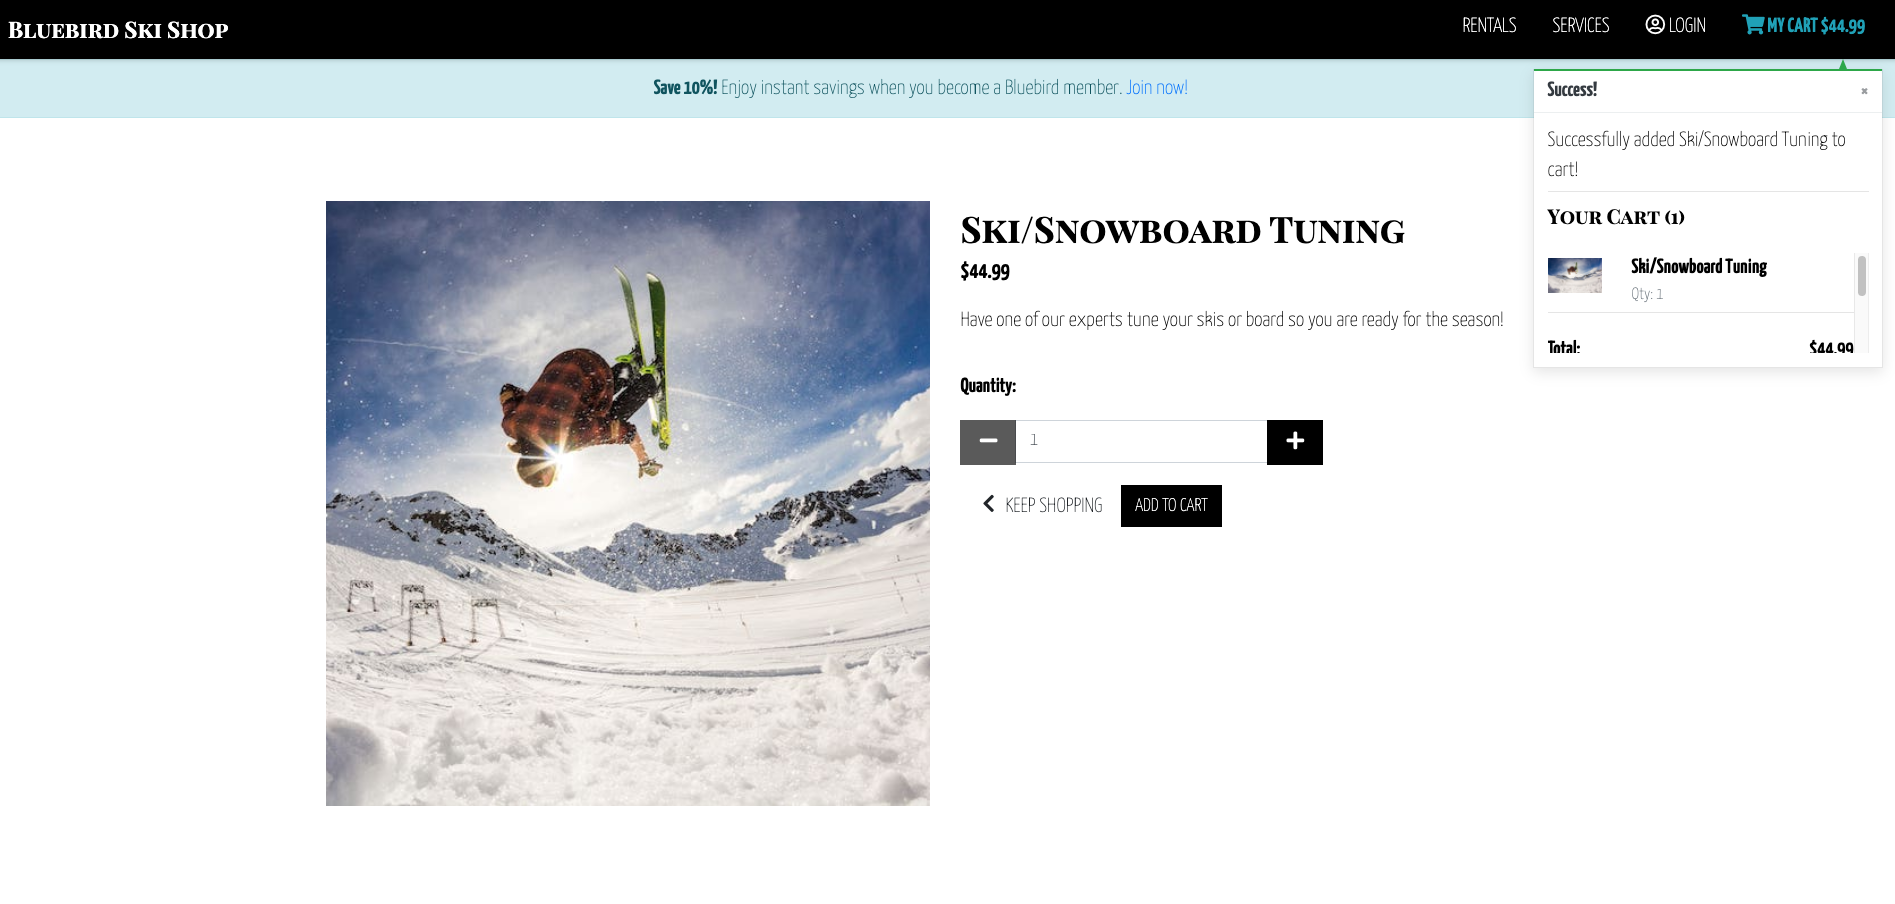 Bluebird Ski Shop
RENTALS
SERVICES
LOGIN
MY CART $44.99
Save 10%! Enjoy instant savings when you become a Bluebird member. Join now!
Success!
×
Successfully added Ski/Snowboard Tuning to
cart!
Your Cart (1)
Ski/Snowboard Tuning
Qty: 1
Total: $44.99
Ski/Snowboard Tuning
$44.99
Have one of our experts tune your skis or board so you are ready for the season!
Quantity:
1
KEEP SHOPPING
ADD TO CART